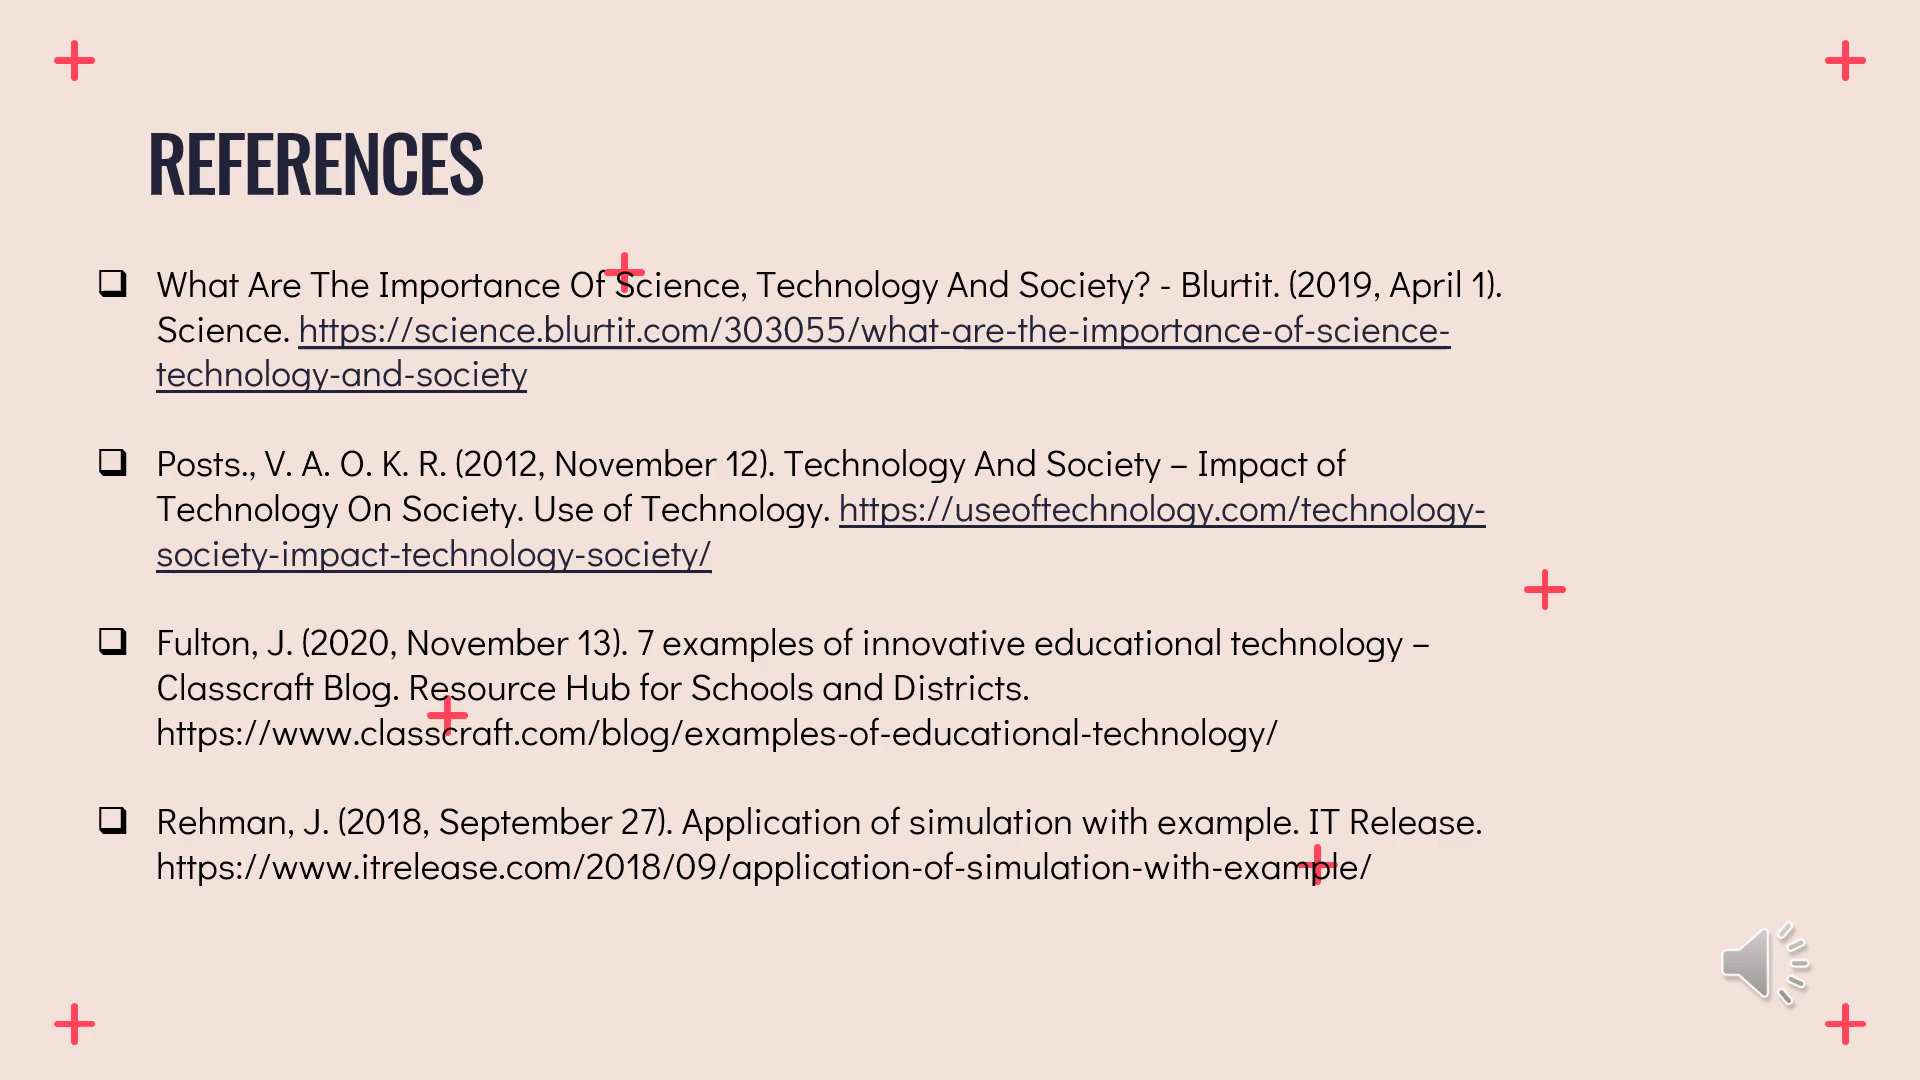 REFERENCES
What Are The Importance Of Science, Technology And Society? - Blurtit. (2019, April 1).
Science. https://science.blurtit.com/303055/what-are-the-importance-of-science-
technology-and-society
Posts., V. A. O. K. R. (2012, November 12). Technology And Society – Impact of
Technology On Society. Use of Technology. https://useoftechnology.com/technology-
society-impact-technology-society/
Fulton, J. (2020, November 13). 7 examples of innovative educational technology –
Classcraft Blog. Resource Hub for Schools and Districts.
https://www.classcraft.com/blog/examples-of-educational-technology/
Rehman, J. (2018, September 27). Application of simulation with example. IT Release.
https://www.itrelease.com/2018/09/application-of-simulation-with-example/